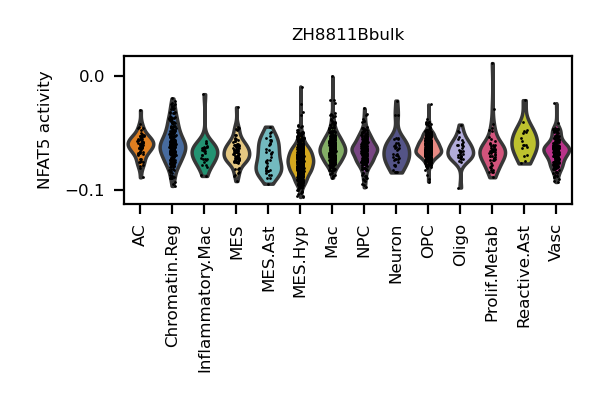 ZH8811Bbulk
NFAT5 activity
0.0
−0.1
AC
Chromatin.Reg
Inflammatory.Mac
MES
MES.Ast
MES.Hyp
Mac
NPC
Neuron
OPC
Oligo
Prolif.Metab
Reactive.Ast
Vasc